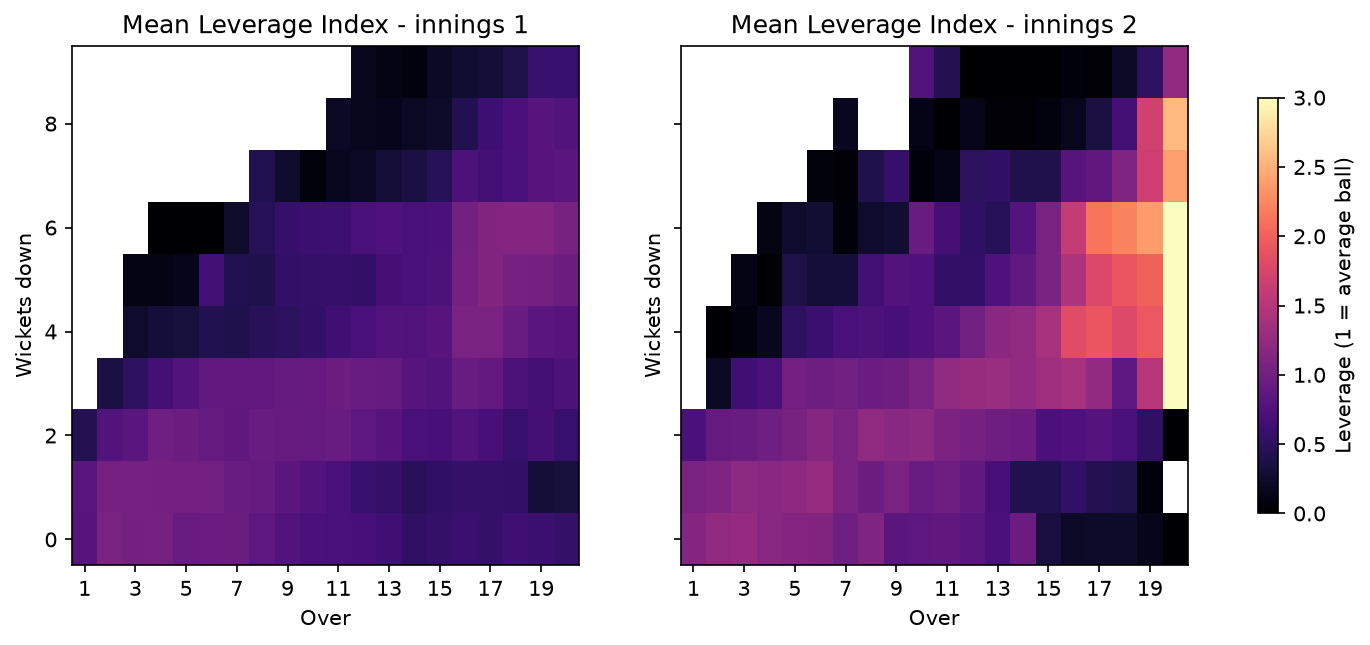 Mean Leverage Index - innings 1
Wickets down
8
6
4
2
0
1 3 5 7 9 11 13 15 17 19
Over
Mean Leverage Index - innings 2
Wickets down
1 3 5 7 9 11 13 15 17 19
Over
3.0
2.5
2.0
1.5
1.0
0.5
0.0
Leverage (1 = average ball)